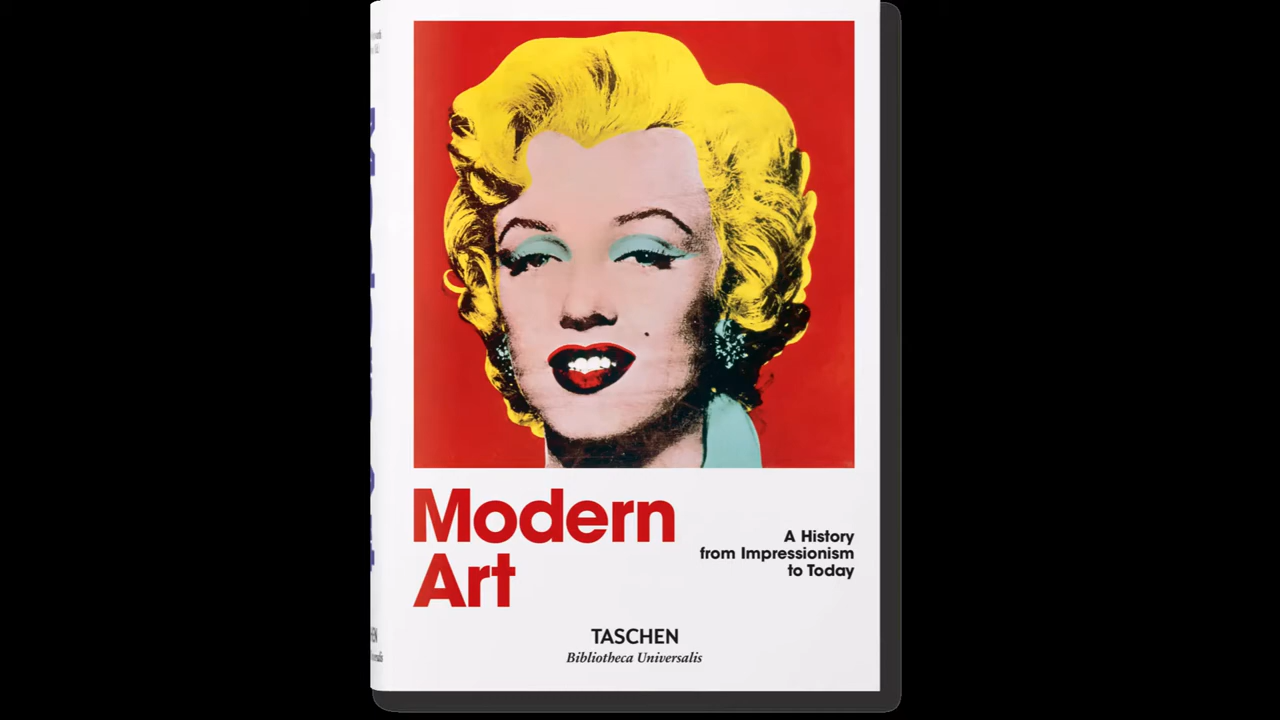 Modern
Art
A History
from Impressionism
to Today
TASCHEN
Bibliotheca Universalis